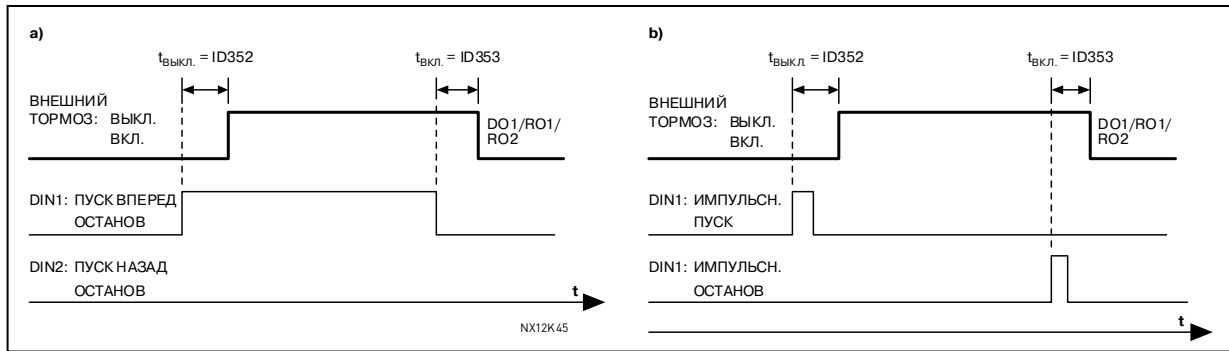 a)
tВЫКЛ. = ID352
tВКЛ. = ID353
ВНЕШНИЙ
ТОРМОЗ: ВЫКЛ.
ВКЛ.
DO1/RO1/
RO2
DIN1: ПУСК ВПЕРЕД
ОСТАНОВ
DIN2: ПУСК НАЗАД
ОСТАНОВ
t
NX12K45
b)
tВЫКЛ. = ID352
tВКЛ. = ID353
ВНЕШНИЙ
ТОРМОЗ: ВЫКЛ.
ВКЛ.
DO1/RO1/
RO2
DIN1: ИМПУЛЬСН.
ПУСК
DIN1: ИМПУЛЬСН.
ОСТАНОВ
t